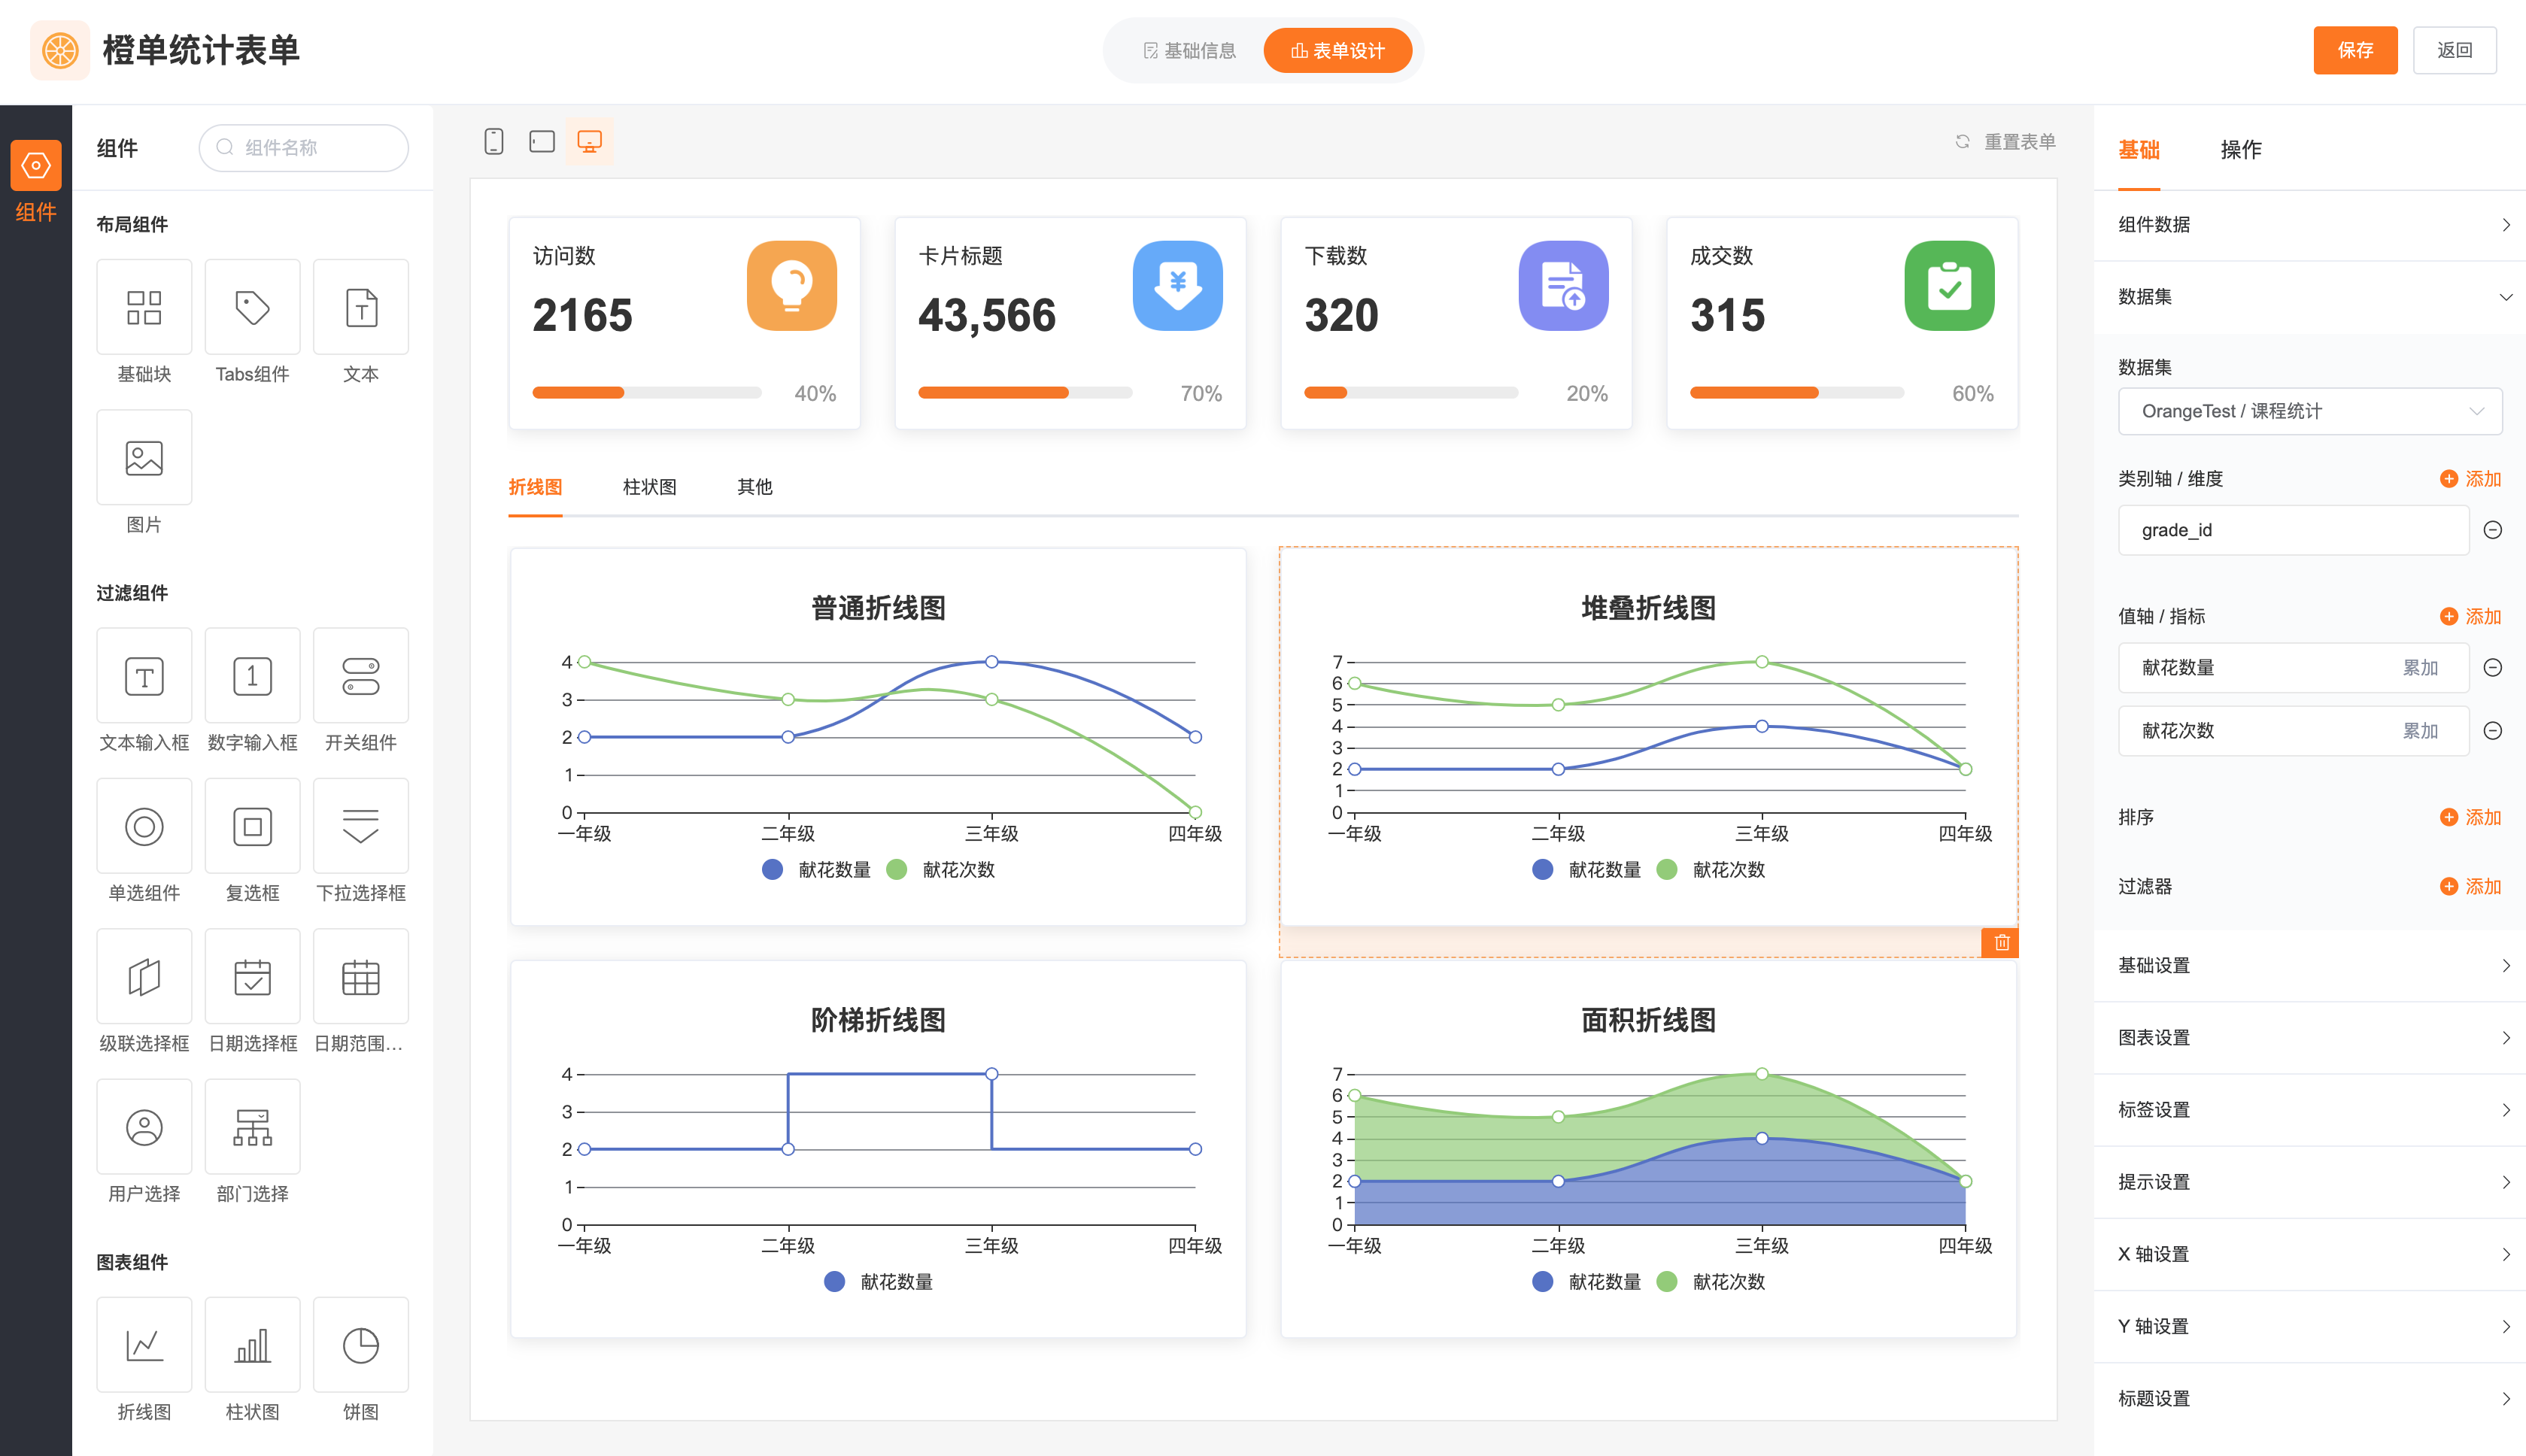 橙单统计表单
基础信息
表单设计
保存
返回
组件
组件
组件名称
布局组件
基础块
Tabs组件
文本
图片
过滤组件
文本输入框
数字输入框
开关组件
单选组件
复选框
下拉选择框
级联选择框
日期选择框
日期范围...
用户选择
部门选择
图表组件
折线图
柱状图
饼图
重置表单
访问数
2165
40%
卡片标题
43,566
70%
下载数
320
20%
成交数
315
60%
折线图
柱状图
其他
普通折线图
4
3
2
1
0
一年级
二年级
三年级
四年级
献花数量
献花次数
堆叠折线图
7
6
5
4
3
2
1
0
一年级
二年级
三年级
四年级
献花数量
献花次数
阶梯折线图
4
3
2
1
0
一年级
二年级
三年级
四年级
献花数量
面积折线图
7
6
5
4
3
2
1
0
一年级
二年级
三年级
四年级
献花数量
献花次数
基础
操作
组件数据
数据集
数据集
OrangeTest / 课程统计
类别轴 / 维度
添加
grade_id
值轴 / 指标
添加
献花数量 累加
献花次数 累加
排序
添加
过滤器
添加
基础设置
图表设置
标签设置
提示设置
X 轴设置
Y 轴设置
标题设置